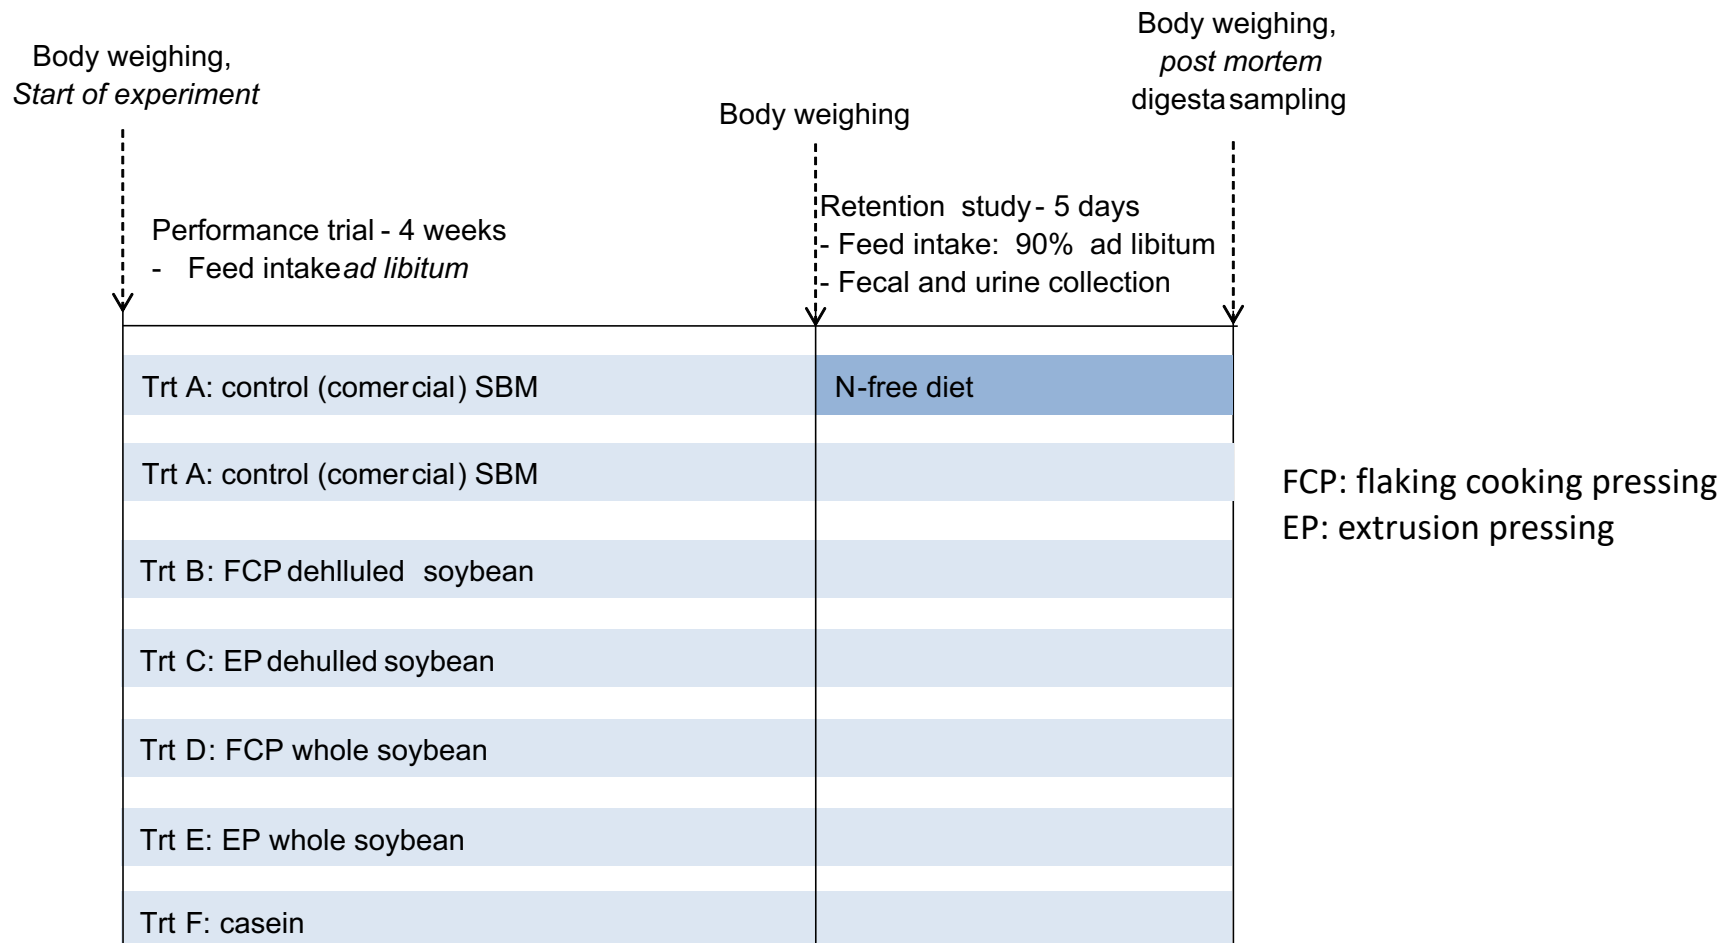 Body weighing,
Start of experiment
Body weighing
Body weighing,
post mortem
digesta sampling
Performance trial - 4 weeks
- Feed intake ad libitum
Retention study - 5 days
- Feed intake: 90% ad libitum
- Fecal and urine collection
Trt A: control (comercial) SBM
N-free diet
Trt A: control (comercial) SBM
Trt B: FCP dehlluled soybean
Trt C: EP dehulled soybean
Trt D: FCP whole soybean
Trt E: EP whole soybean
Trt F: casein
FCP: flaking cooking pressing
EP: extrusion pressing